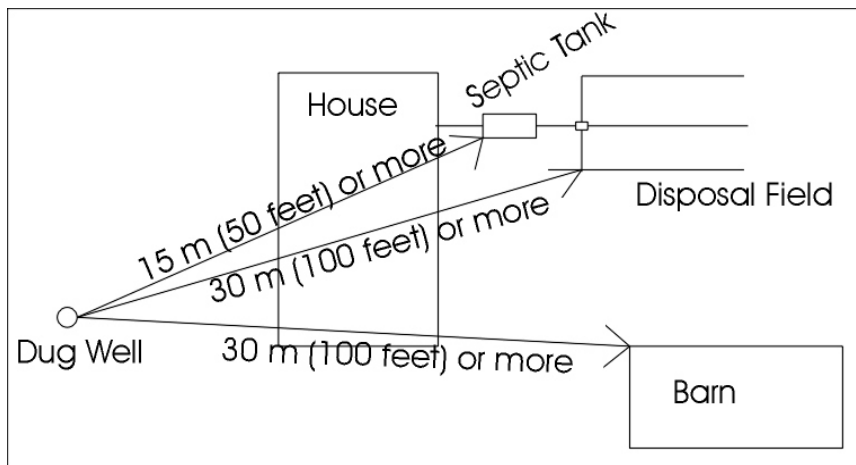 Septic Tank
House
15 m (50 feet) or more
Disposal Field
30 m (100 feet) or more
Dug Well
30 m (100 feet) or more
Barn